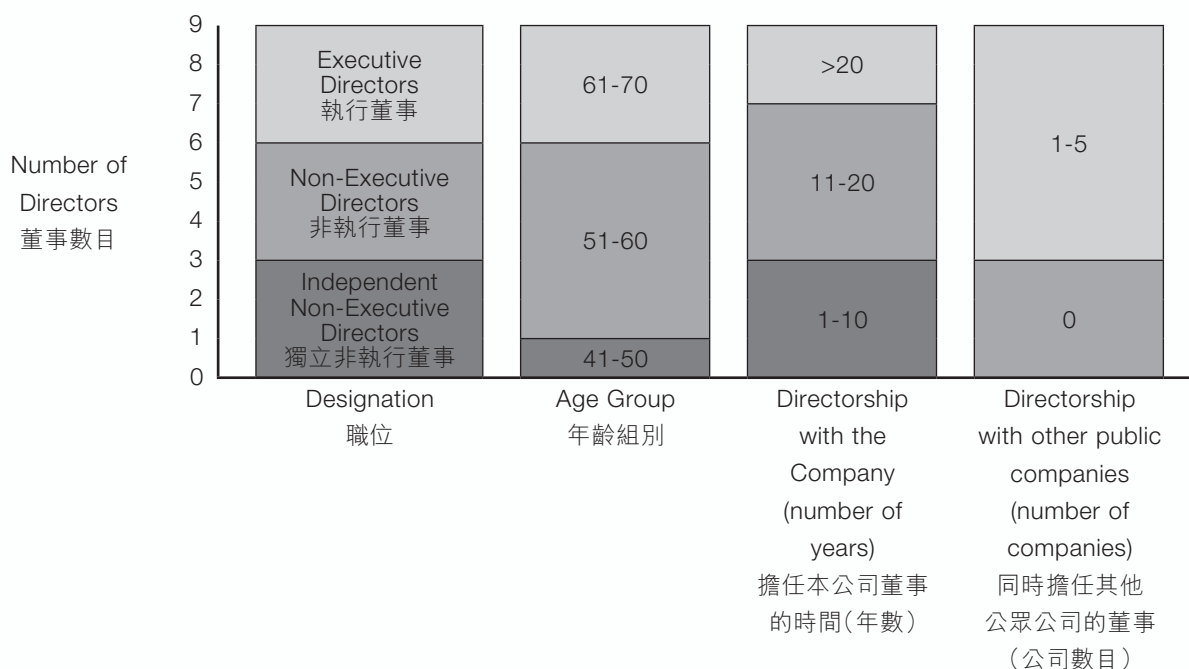 Number of
Directors
董事數目
9
8
7
6
5
4
3
2
1
0
Executive
Directors
執行董事
Non-Executive
Directors
非執行董事
Independent
Non-Executive
Directors
獨立非執行董事
61-70
51-60
41-50
>20
11-20
1-10
1-5
0
Designation
職位
Age Group
年齡組別
Directorship
with the
Company
(number of
years)
擔任本公司董事
的時間(年數)
Directorship
with other public
companies
(number of
companies)
同時擔任其他
公眾公司的董事
(公司數目)